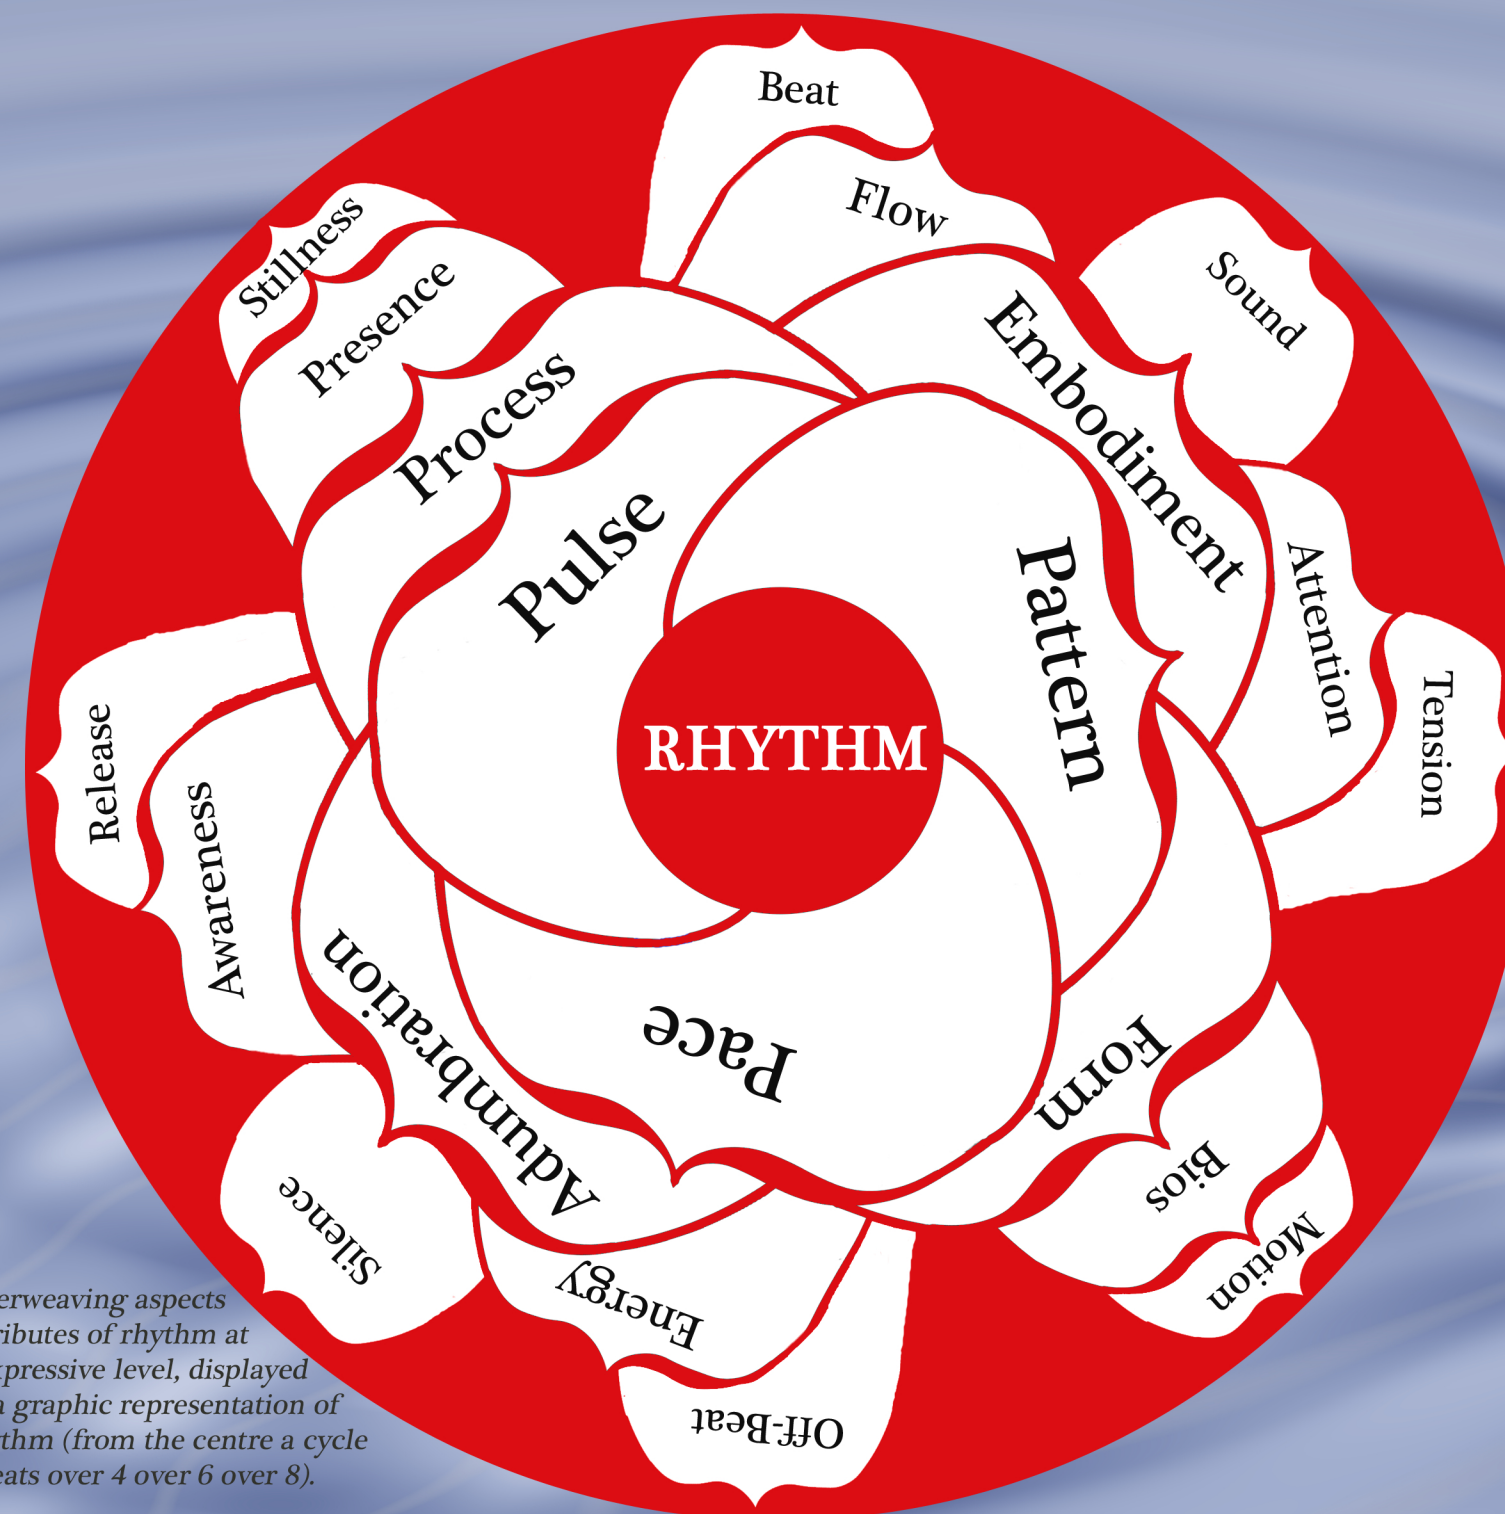 Beat
Flow
Sound
Stillness
Presence
Embodiment
Process
Pulse
Pattern
Attention
Tension
RHYTHM
Release
Awareness
Adumbration
Pace
Form
Bios
Motion
Silence
Energy
Off-Beat
erweaving aspects
ributes of rhythm at
xpressive level, displayed
a graphic representation of
thm (from the centre a cycle
eats over 4 over 6 over 8).